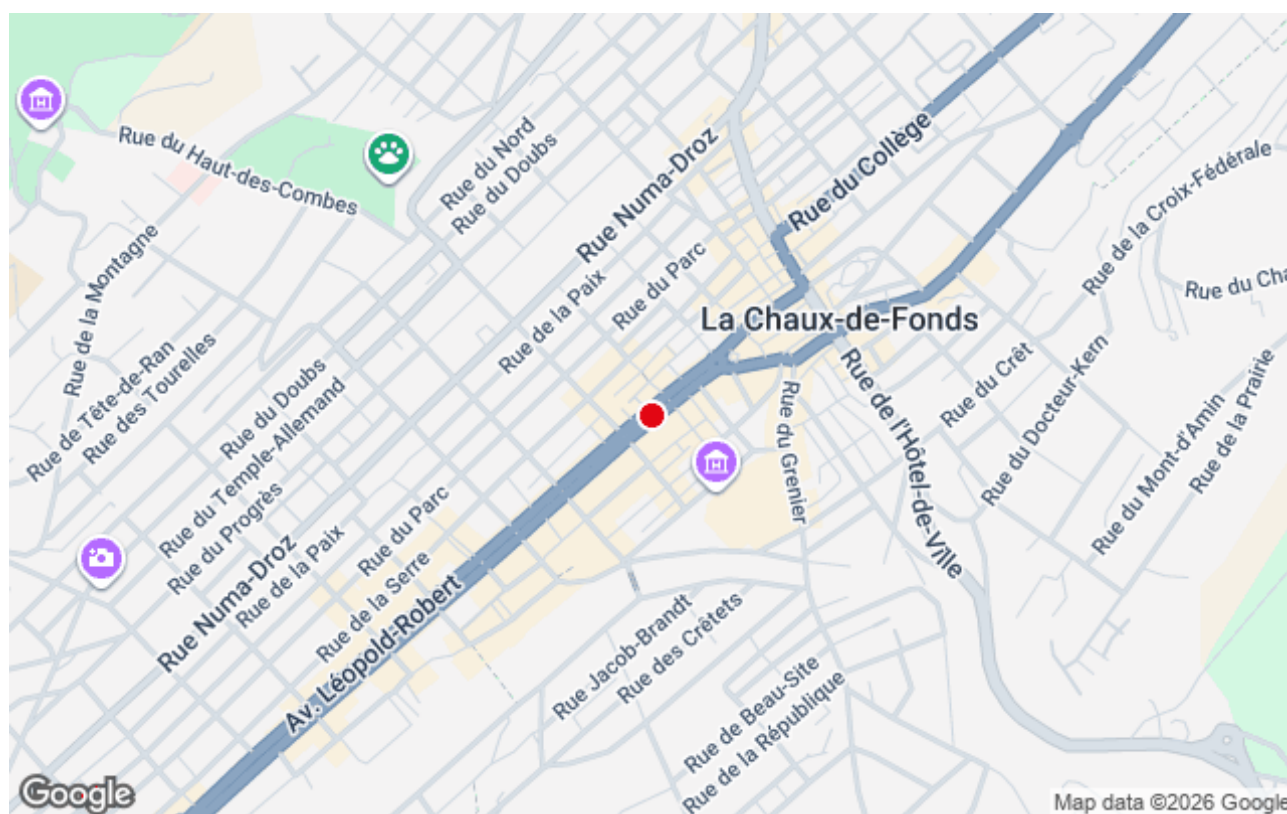 Rue du Haut-des-Combes
Rue du Nord
Rue du Doubs
Rue Numa-Droz
Rue du Collège
Rue de la Croix-Fédérale
Rue du Cha
Rue de la Montagne
Rue de la Paix
Rue du Parc
La Chaux-de-Fonds
Rue de Tête-de-Ran
Rue des Tourelles
Rue du Doubs
Rue du Temple-Allemand
Rue du Progrès
Rue Numa-Droz
Rue de la Paix
Rue du Parc
Rue de la Serre
Av. Léopold-Robert
Rue du Grenier
Rue de l'Hôtel-de-Ville
Rue du Crêt
Rue du Docteur-Kern
Rue du Mont-d'Amin
Rue de la Prairie
Rue Jacob-Brandt
Rue des Crêtets
Rue de Beau-Site
Rue de la République
Google
Map data ©2026 Google